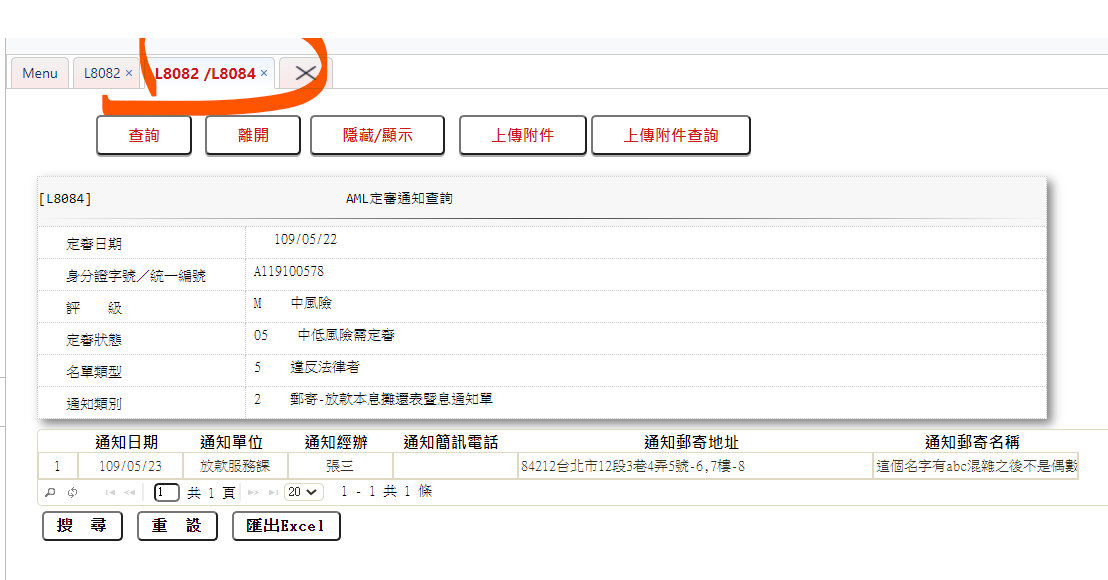 Menu L8082 × L8082 /L8084 ×
查詢 離開 隱藏/顯示 上傳附件 上傳附件查詢
[L8084] AML定審通知查詢
定審日期 109/05/22
身分證字號／統一編號 A119100578
評 級 M 中風險
定審狀態 05 中低風險需定審
名單類型 5 違反法律者
通知類別 2 郵寄-放款本息攤還表暨息通知單
通知日期 通知單位 通知經辦 通知簡訊電話 通知郵寄地址 通知郵寄名稱
1 109/05/23 放款服務課 張三 84212台北市12段3巷4弄5號-6,7樓-8 這個名字有abc混雜之後不是偶數
1 共 1 頁 20 1 - 1 共 1 條
搜 尋 重 設 匯出Excel